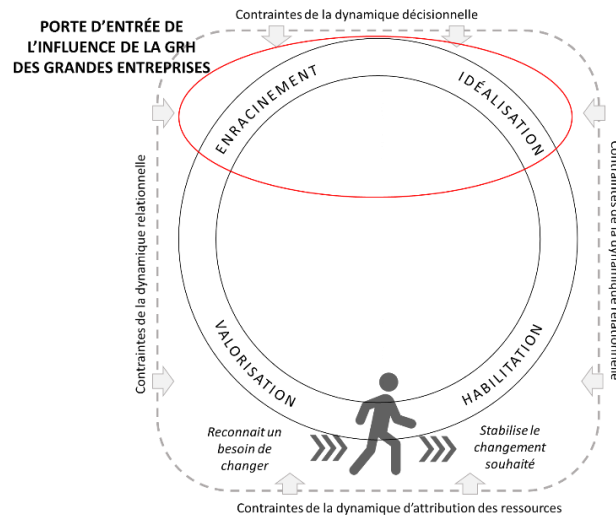 PORTE D'ENTRÉE DE
L'INFLUENCE DE LA GRH
DES GRANDES ENTREPRISES
Contraintes de la dynamique décisionnelle
ENRACINEMENT
IDÉALISATION
Contraintes de la dynamique relationnelle
Contraintes de la dynamique relationnelle
VALORISATION
HABILITATION
Reconnait un
besoin de
changer
Stabilise le
changement
souhaité
Contraintes de la dynamique d'attribution des ressources